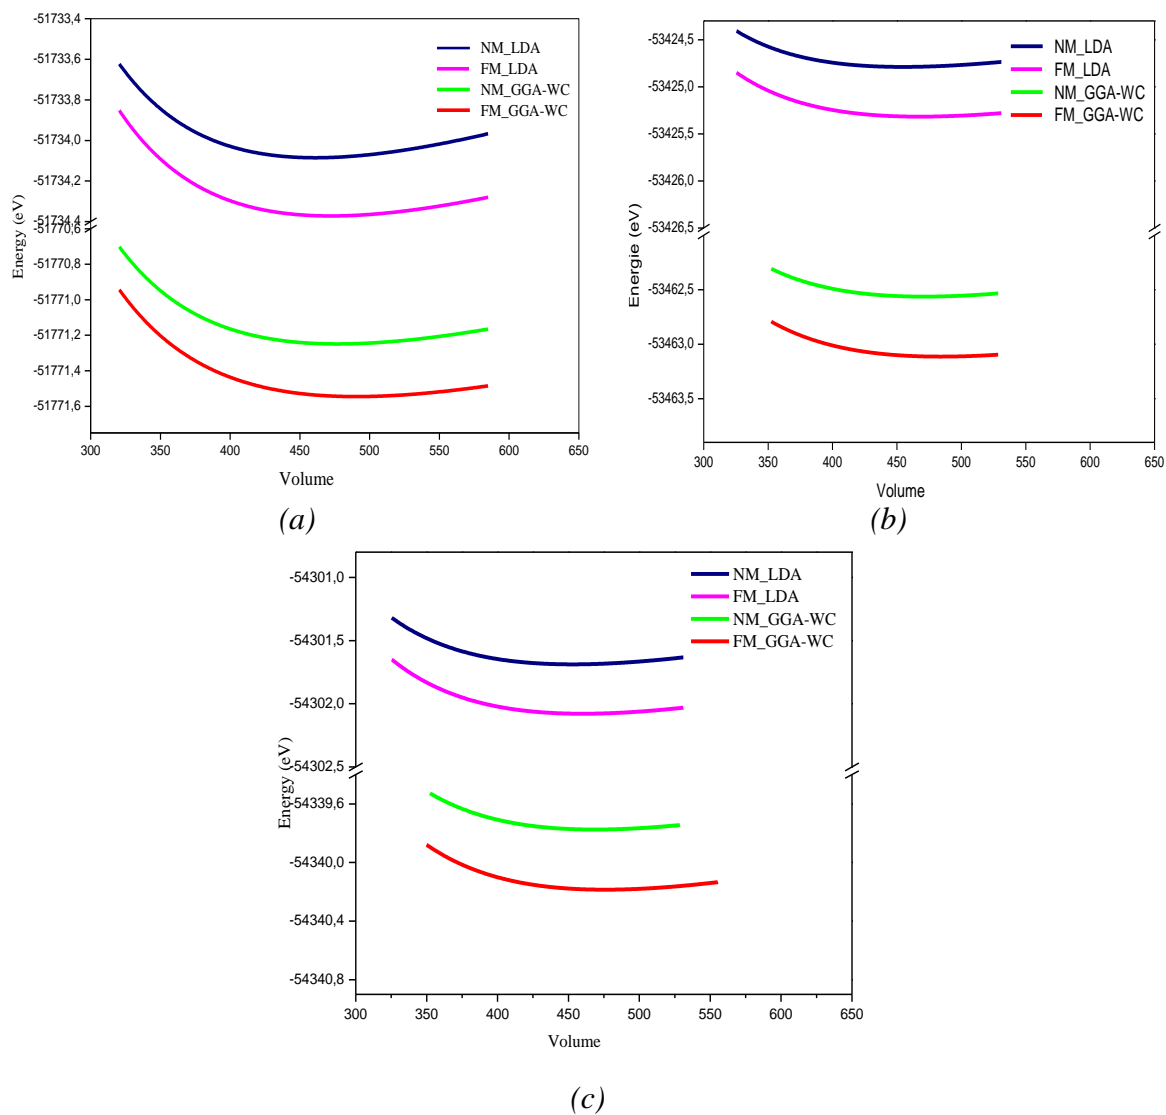 -51733,4
-51733,6
-51733,8
-51734,0
-51734,2
-51734,4
-51770,6
-51770,8
-51771,0
-51771,2
-51771,4
-51771,6
Energy (eV)
300 350 400 450 500 550 600 650
Volume
NM_LDA
FM_LDA
NM_GGA-WC
FM_GGA-WC
(a)
-53424,5
-53425,0
-53425,5
-53426,0
-53426,5
-53462,5
-53463,0
-53463,5
Energie (eV)
300 350 400 450 500 550 600 650
Volume
NM_LDA
FM_LDA
NM_GGA-WC
FM_GGA-WC
(b)
-54301,0
-54301,5
-54302,0
-54302,5
-54339,6
-54340,0
-54340,4
-54340,8
Energy (eV)
300 350 400 450 500 550 600 650
Volume
NM_LDA
FM_LDA
NM_GGA-WC
FM_GGA-WC
(c)